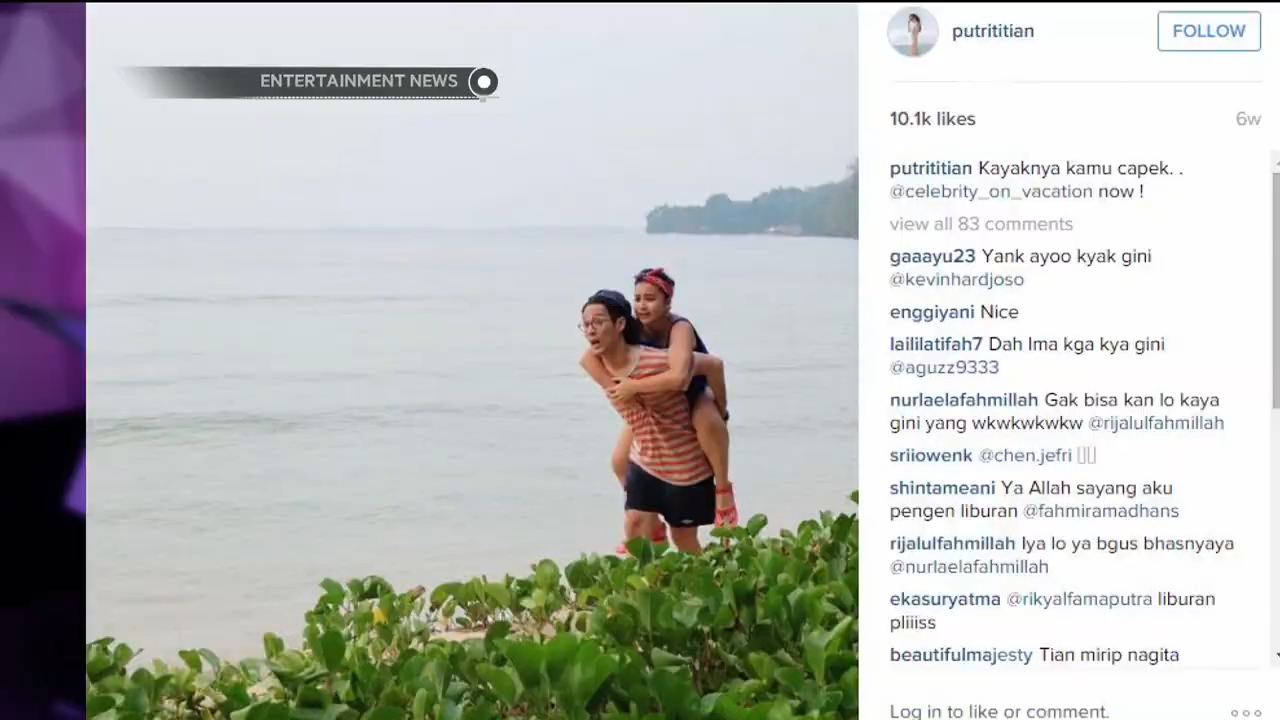 ENTERTAINMENT NEWS
putrititian
FOLLOW
10.1k likes
6w
putrititian Kayaknya kamu capek. .
@celebrity_on_vacation now !
view all 83 comments
gaaayu23 Yank ayoo kyak gini
@kevinhardjoso
enggiyani Nice
laililatifah7 Dah lma kga kya gini
@aguzz9333
nurlaelafahmillah Gak bisa kan lo kaya
gini yang wkwkwkwkw @rijalulfahmillah
sriiowenk @chen.jefri
shintameani Ya Allah sayang aku
pengen liburan @fahmiramadhans
rijalulfahmillah Iya lo ya bgus bhasnyaya
@nurlaelafahmillah
ekasuryatma @rikyalfamaputra liburan
pliiiss
beautifulmajesty Tian mirip nagita
Log in to like or comment.